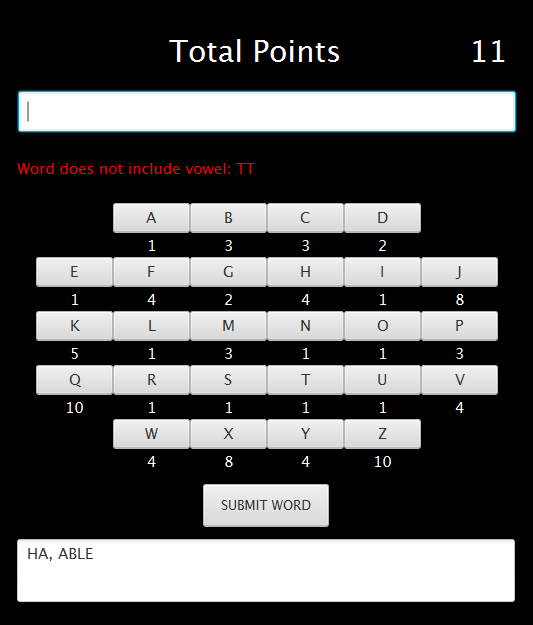 Total Points 11
Word does not include vowel: TT
A B C D
1 3 3 2
E F G H I J
1 4 2 4 1 8
K L M N O P
5 1 3 1 1 3
Q R S T U V
10 1 1 1 1 4
W X Y Z
4 8 4 10
SUBMIT WORD
HA, ABLE